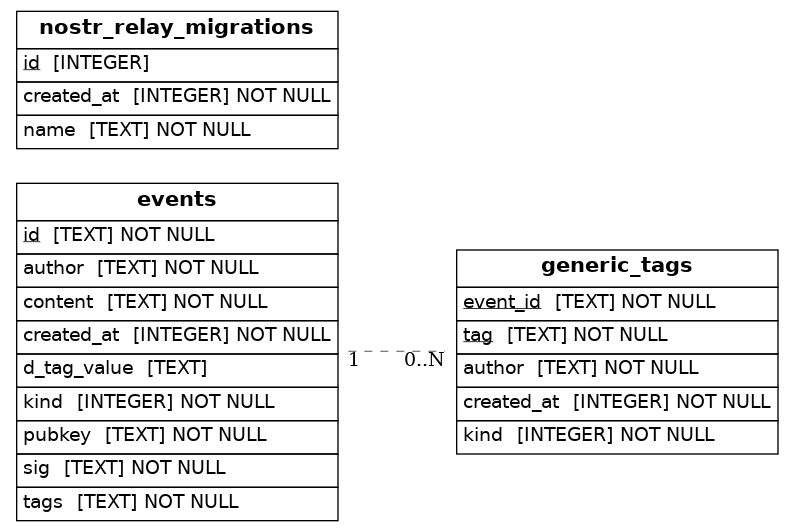 nostr_relay_migrations
id [INTEGER]
created_at [INTEGER] NOT NULL
name [TEXT] NOT NULL
events
id [TEXT] NOT NULL
author [TEXT] NOT NULL
content [TEXT] NOT NULL
created_at [INTEGER] NOT NULL
d_tag_value [TEXT]
kind [INTEGER] NOT NULL
pubkey [TEXT] NOT NULL
sig [TEXT] NOT NULL
tags [TEXT] NOT NULL
1 0..N
generic_tags
event_id [TEXT] NOT NULL
tag [TEXT] NOT NULL
author [TEXT] NOT NULL
created_at [INTEGER] NOT NULL
kind [INTEGER] NOT NULL